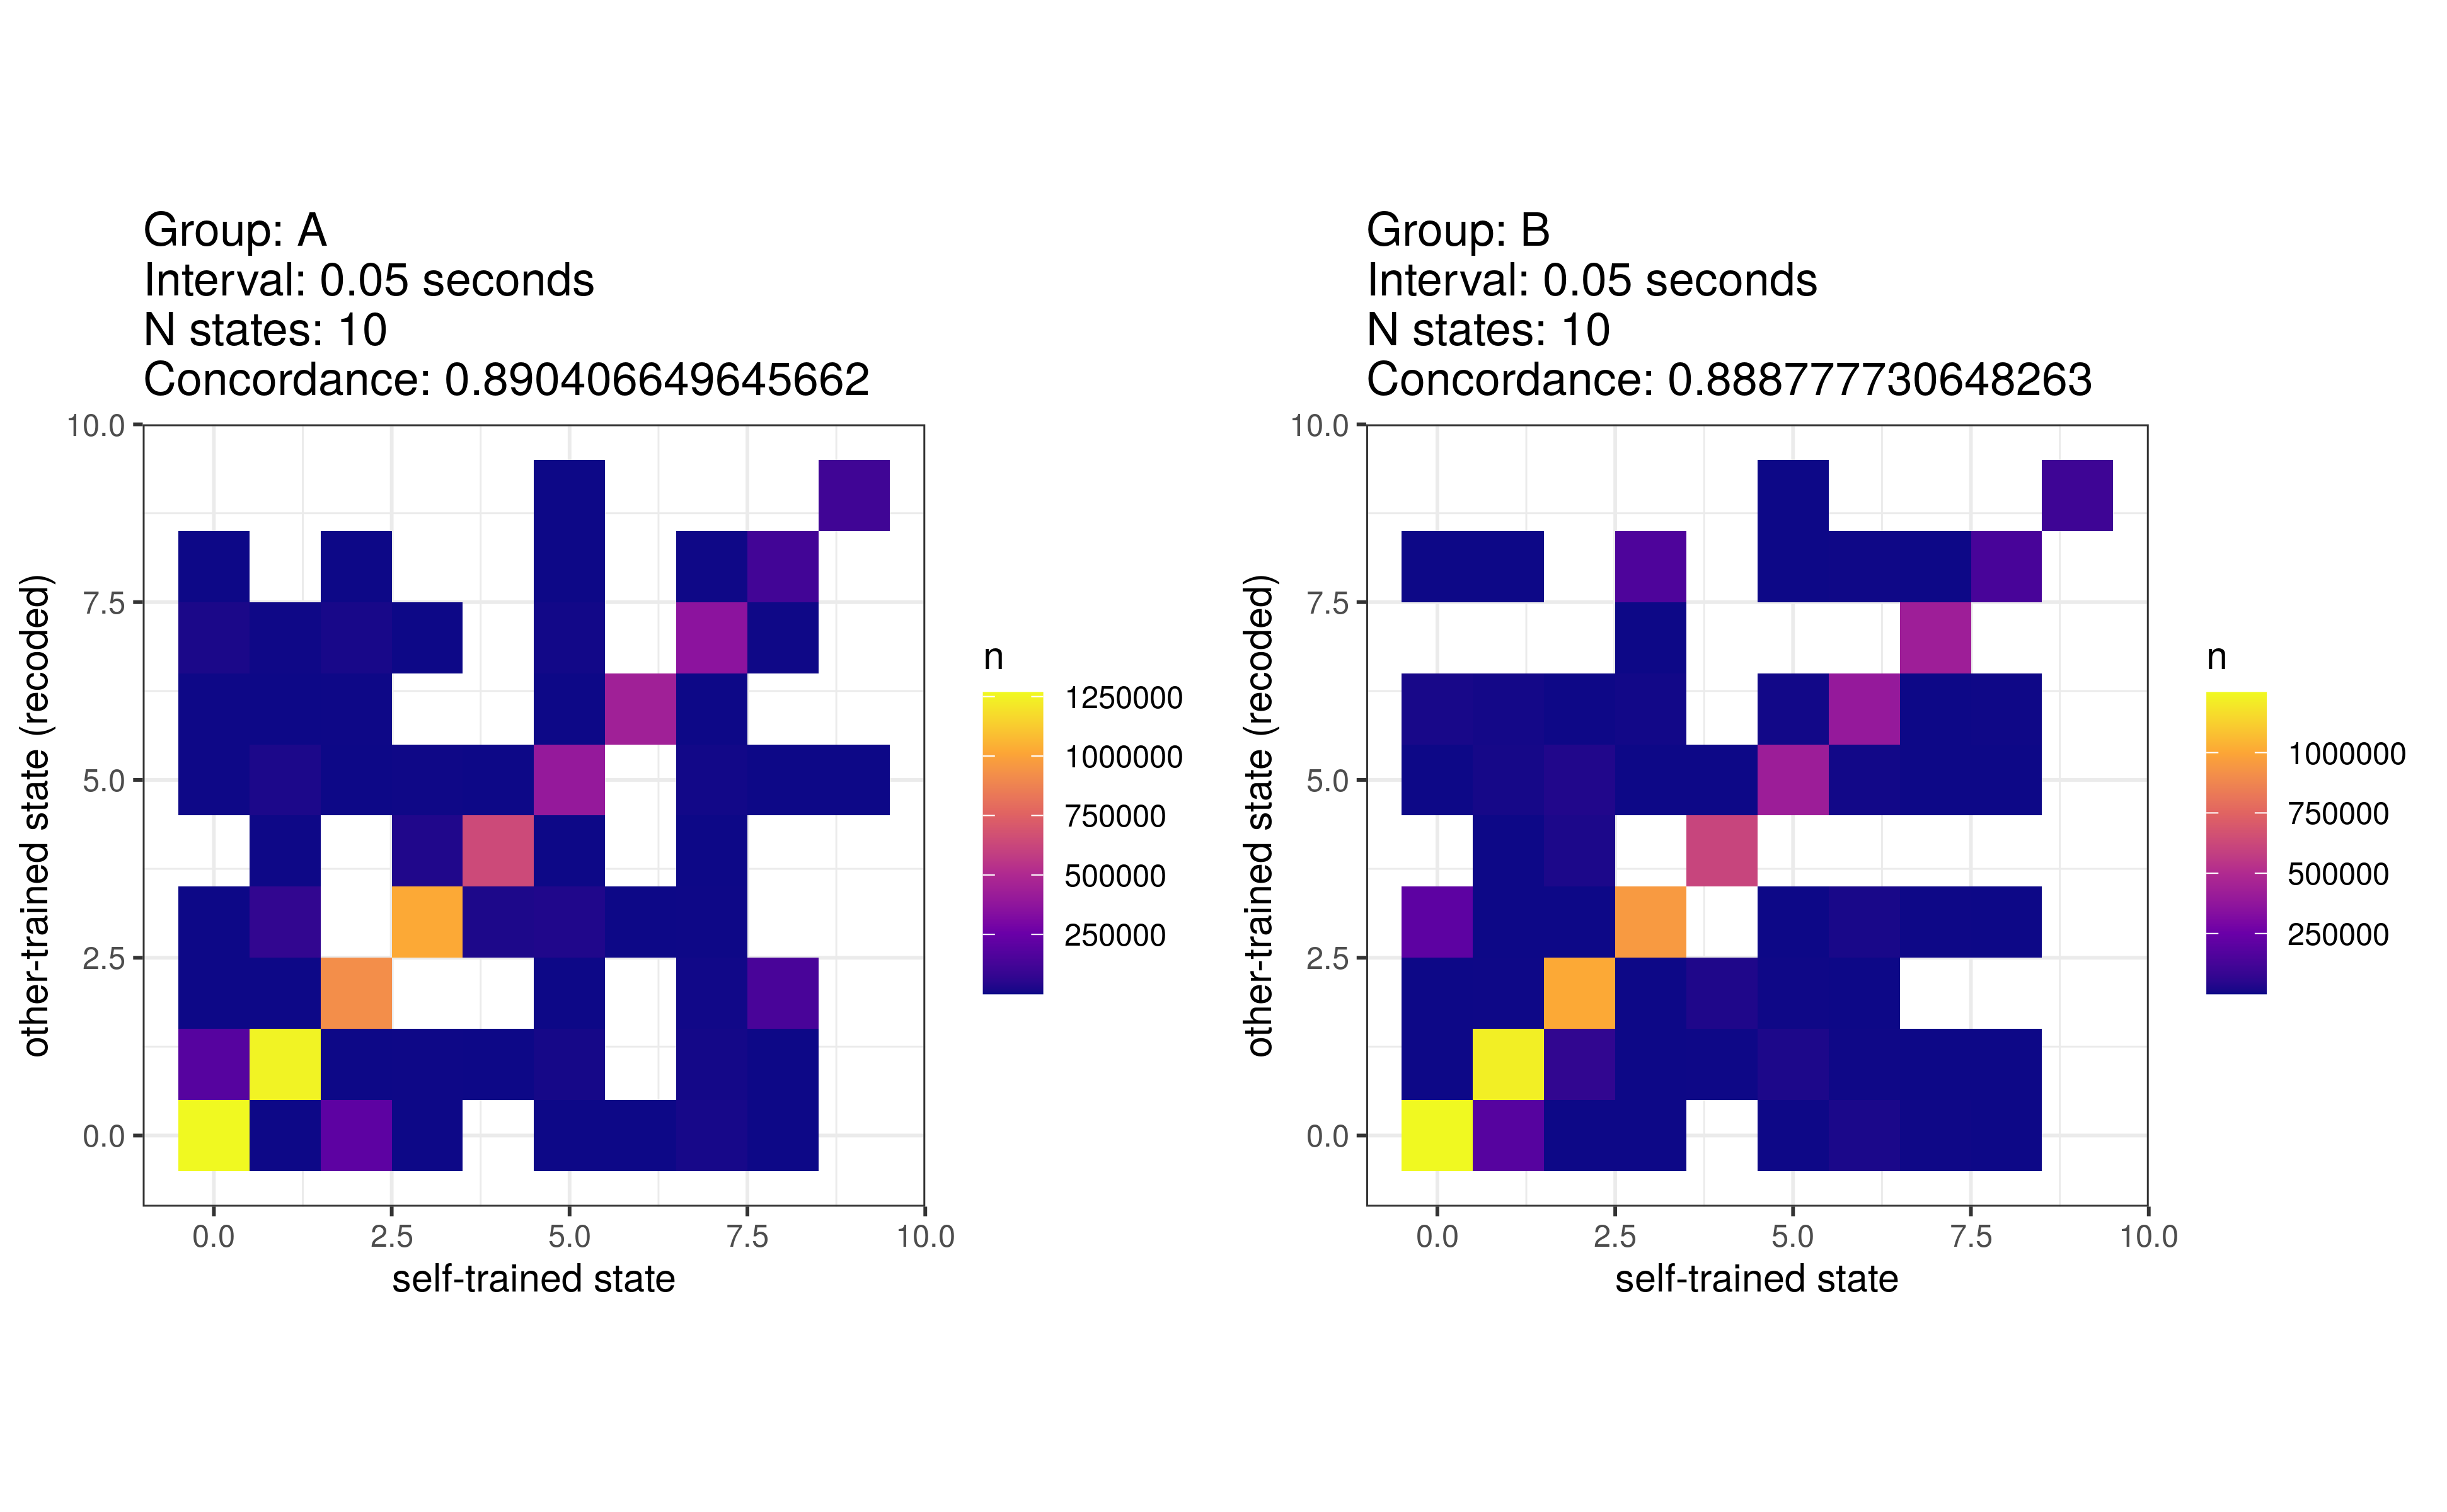 Group: A
Interval: 0.05 seconds
N states: 10
Concordance: 0.890406649645662
10.0
7.5
5.0
2.5
0.0
other-trained state (recoded)
0.0 2.5 5.0 7.5 10.0
self-trained state
n
1250000
1000000
750000
500000
250000
Group: B
Interval: 0.05 seconds
N states: 10
Concordance: 0.888777730648263
10.0
7.5
5.0
2.5
0.0
other-trained state (recoded)
0.0 2.5 5.0 7.5 10.0
self-trained state
n
1000000
750000
500000
250000